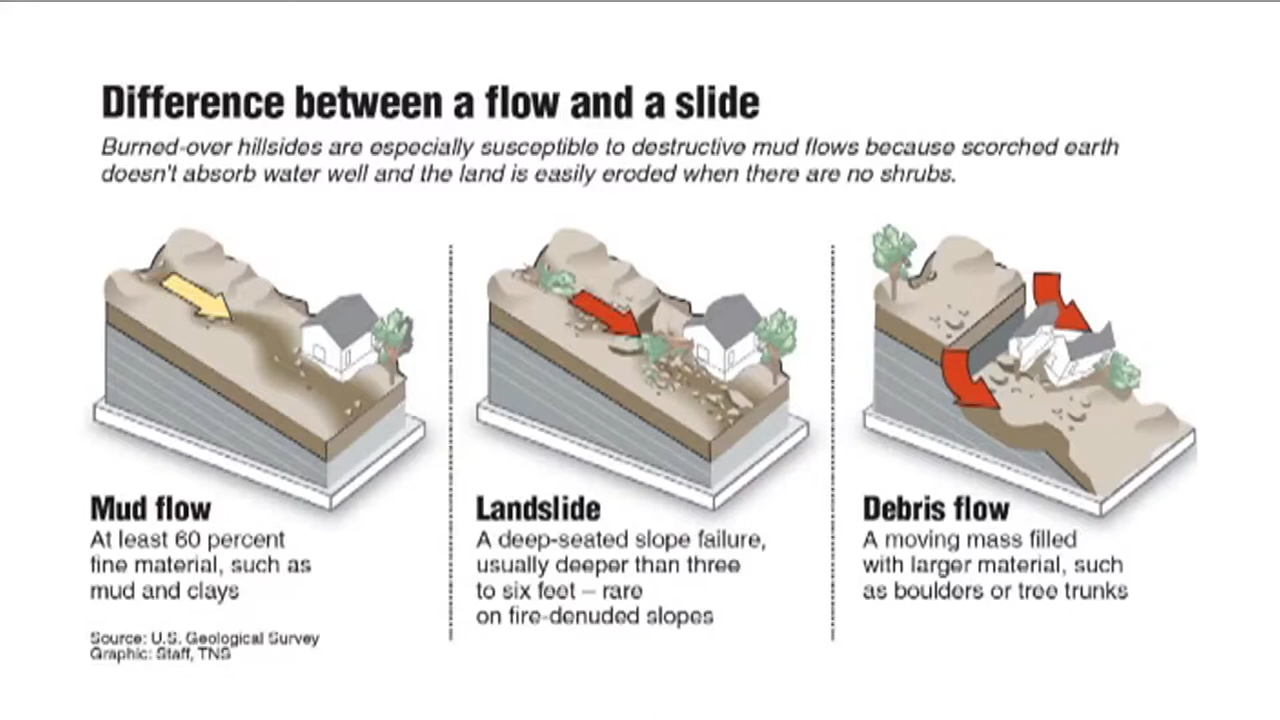 Difference between a flow and a slide
Burned-over hillsides are especially susceptible to destructive mud flows because scorched earth
doesn't absorb water well and the land is easily eroded when there are no shrubs.
Mud flow
At least 60 percent
fine material, such as
mud and clays
Source: U.S. Geological Survey
Graphic: Staff, TNS
Landslide
A deep-seated slope failure,
usually deeper than three
to six feet – rare
on fire-denuded slopes
Debris flow
A moving mass filled
with larger material, such
as boulders or tree trunks